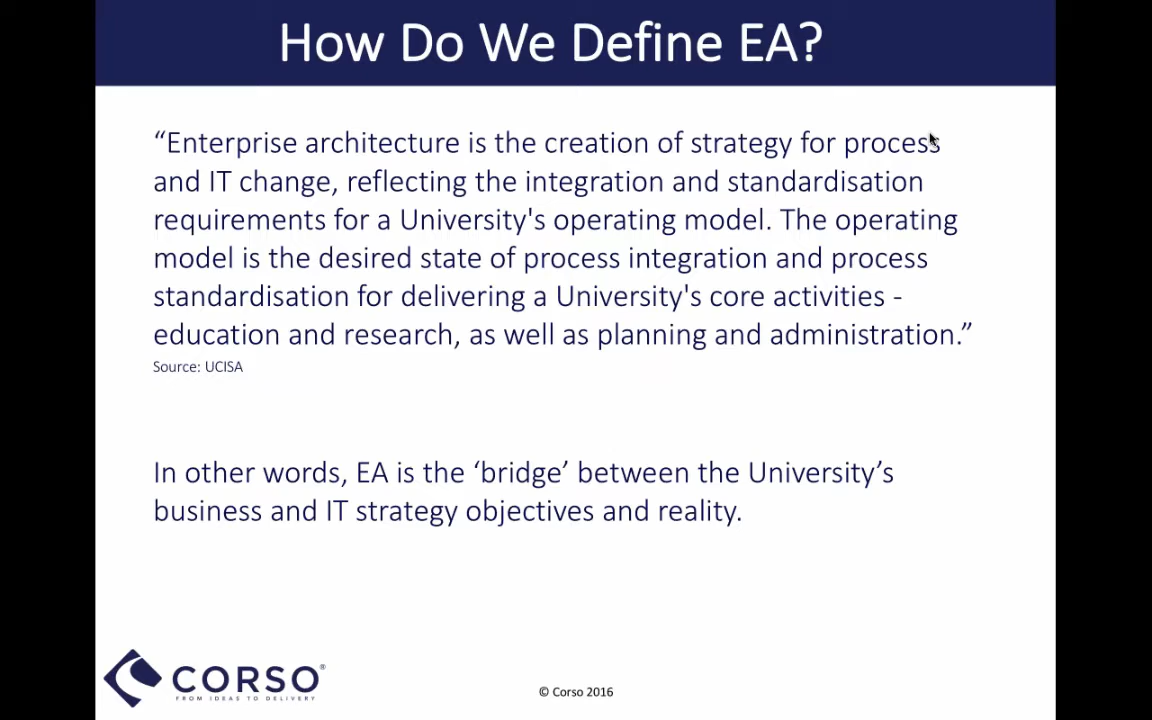 How Do We Define EA?
“Enterprise architecture is the creation of strategy for process
and IT change, reflecting the integration and standardisation
requirements for a University's operating model. The operating
model is the desired state of process integration and process
standardisation for delivering a University's core activities -
education and research, as well as planning and administration.”
Source: UCISA
In other words, EA is the ‘bridge’ between the University’s
business and IT strategy objectives and reality.
CORSO®
FROM IDEAS TO DELIVERY
© Corso 2016